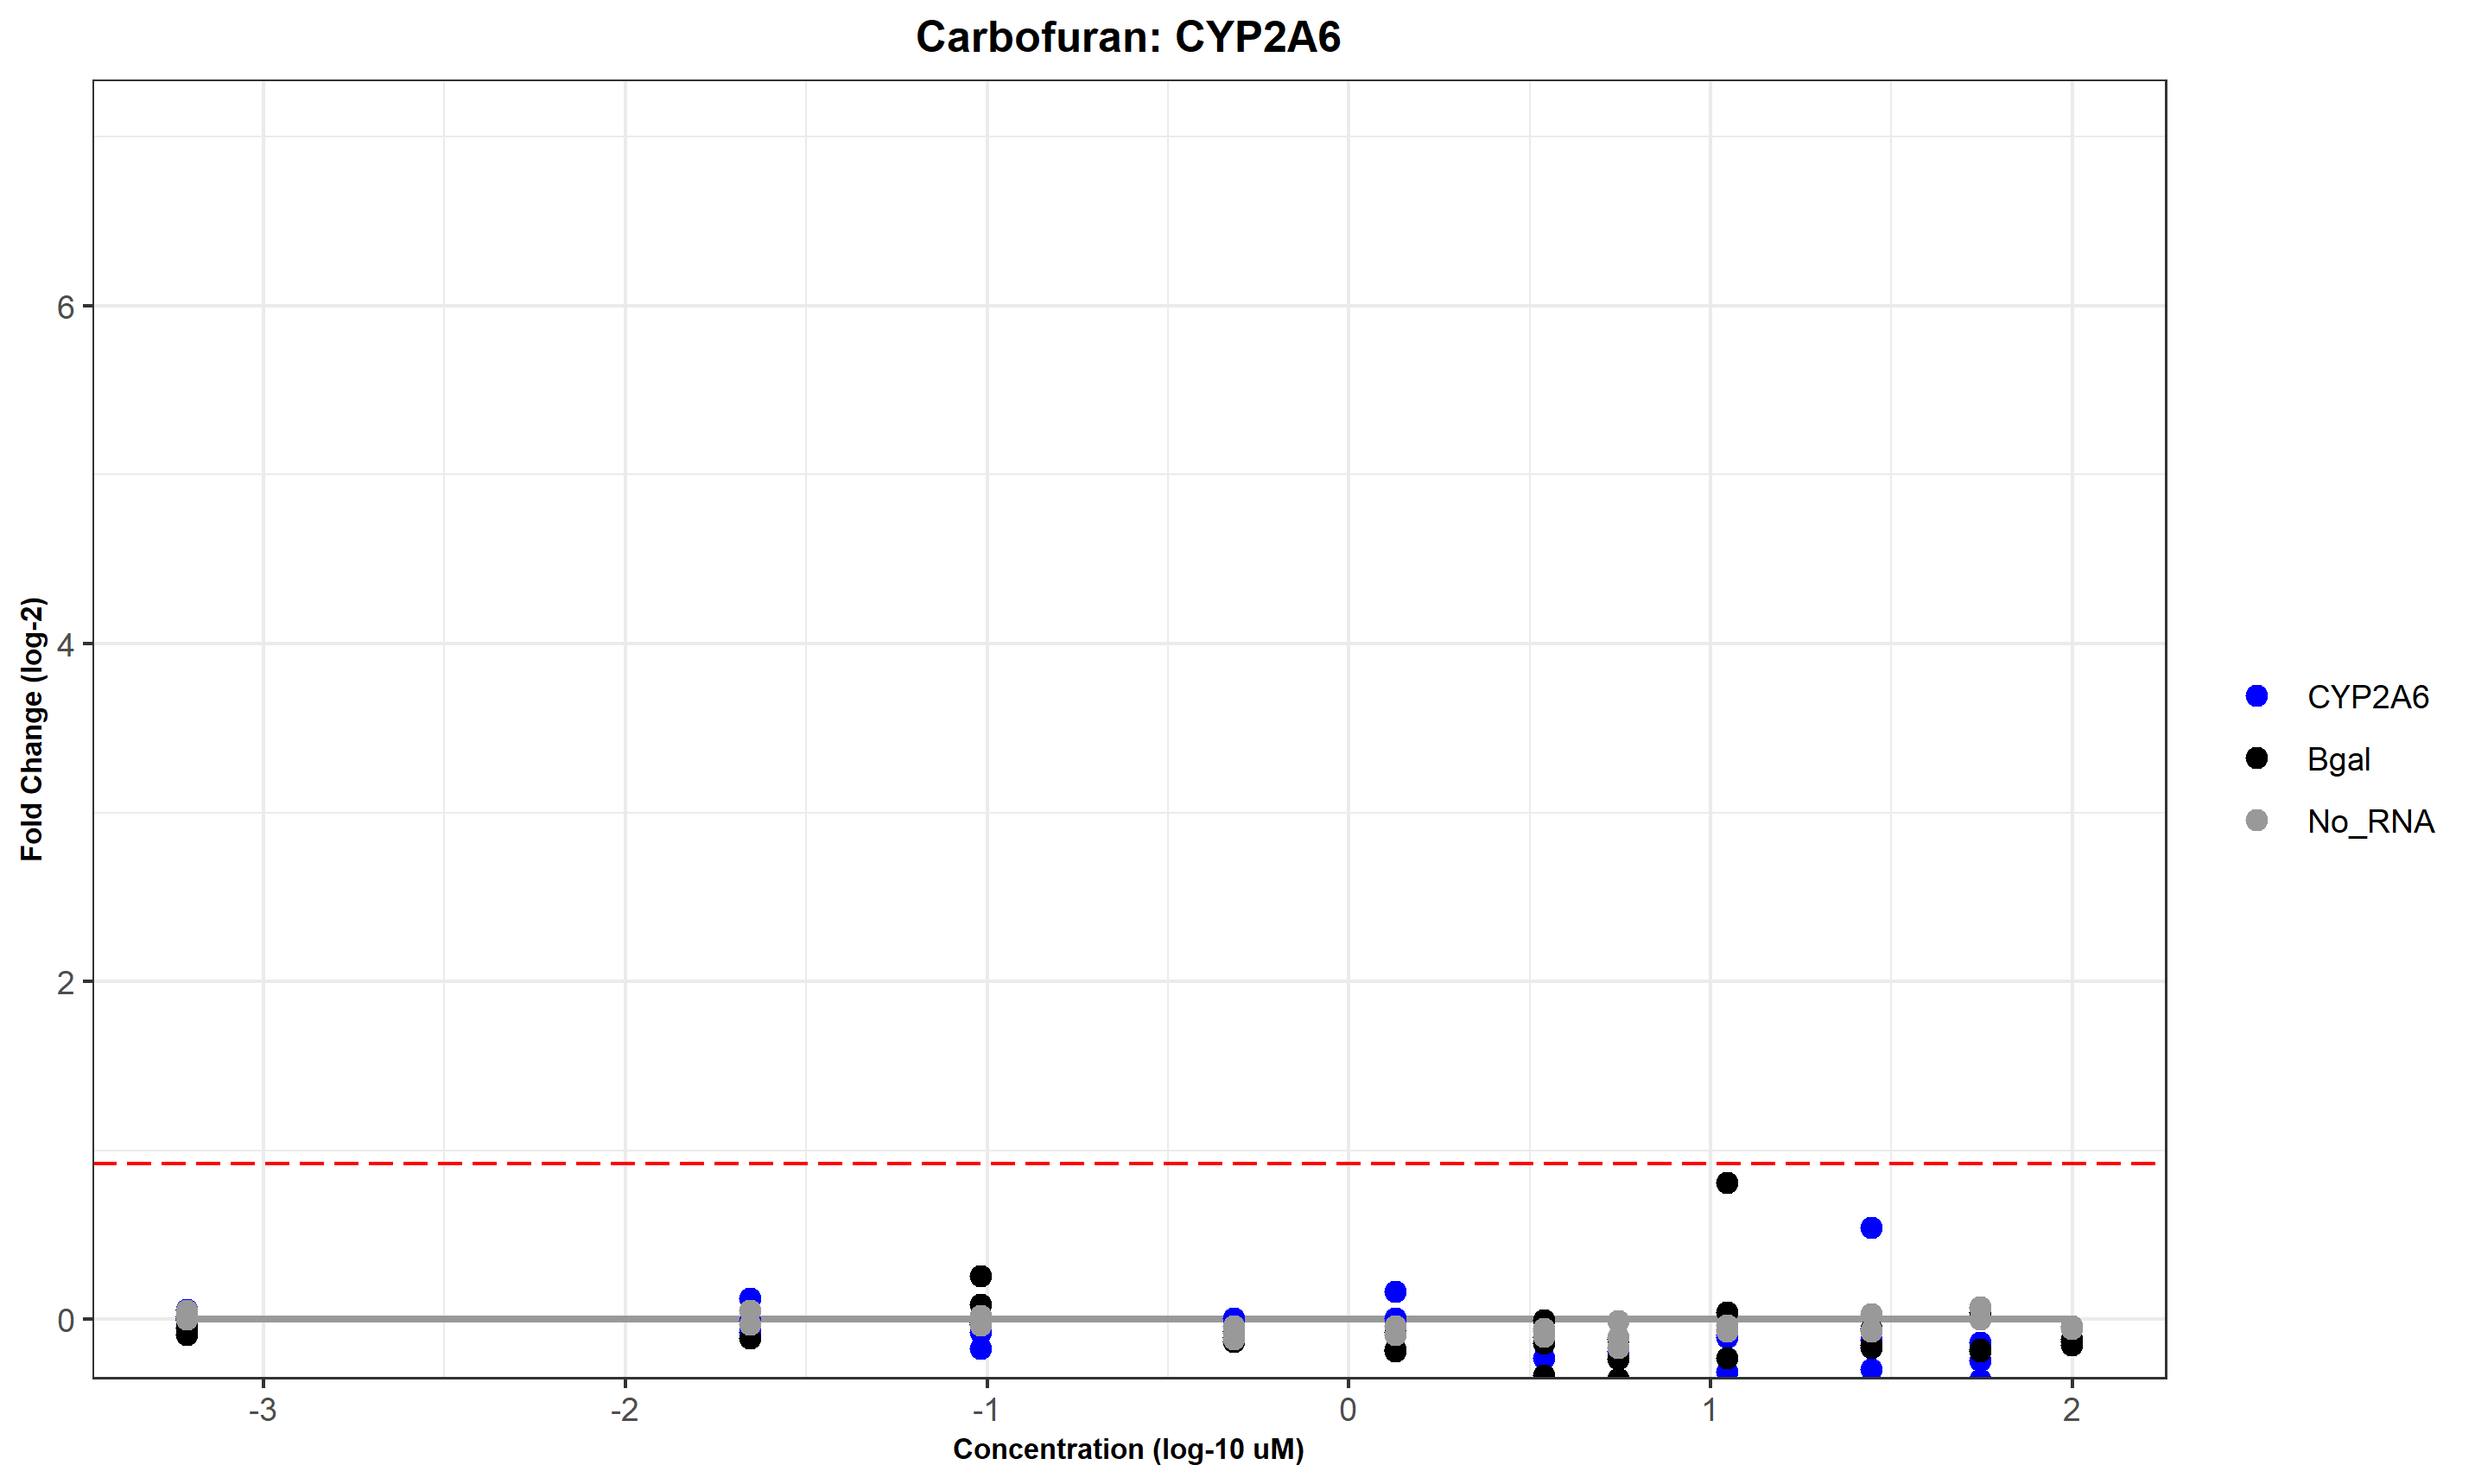 Carbofuran: CYP2A6
Fold Change (log-2)
6
4
2
0
-3
-2
-1
0
1
2
Concentration (log-10 uM)
CYP2A6
Bgal
No_RNA